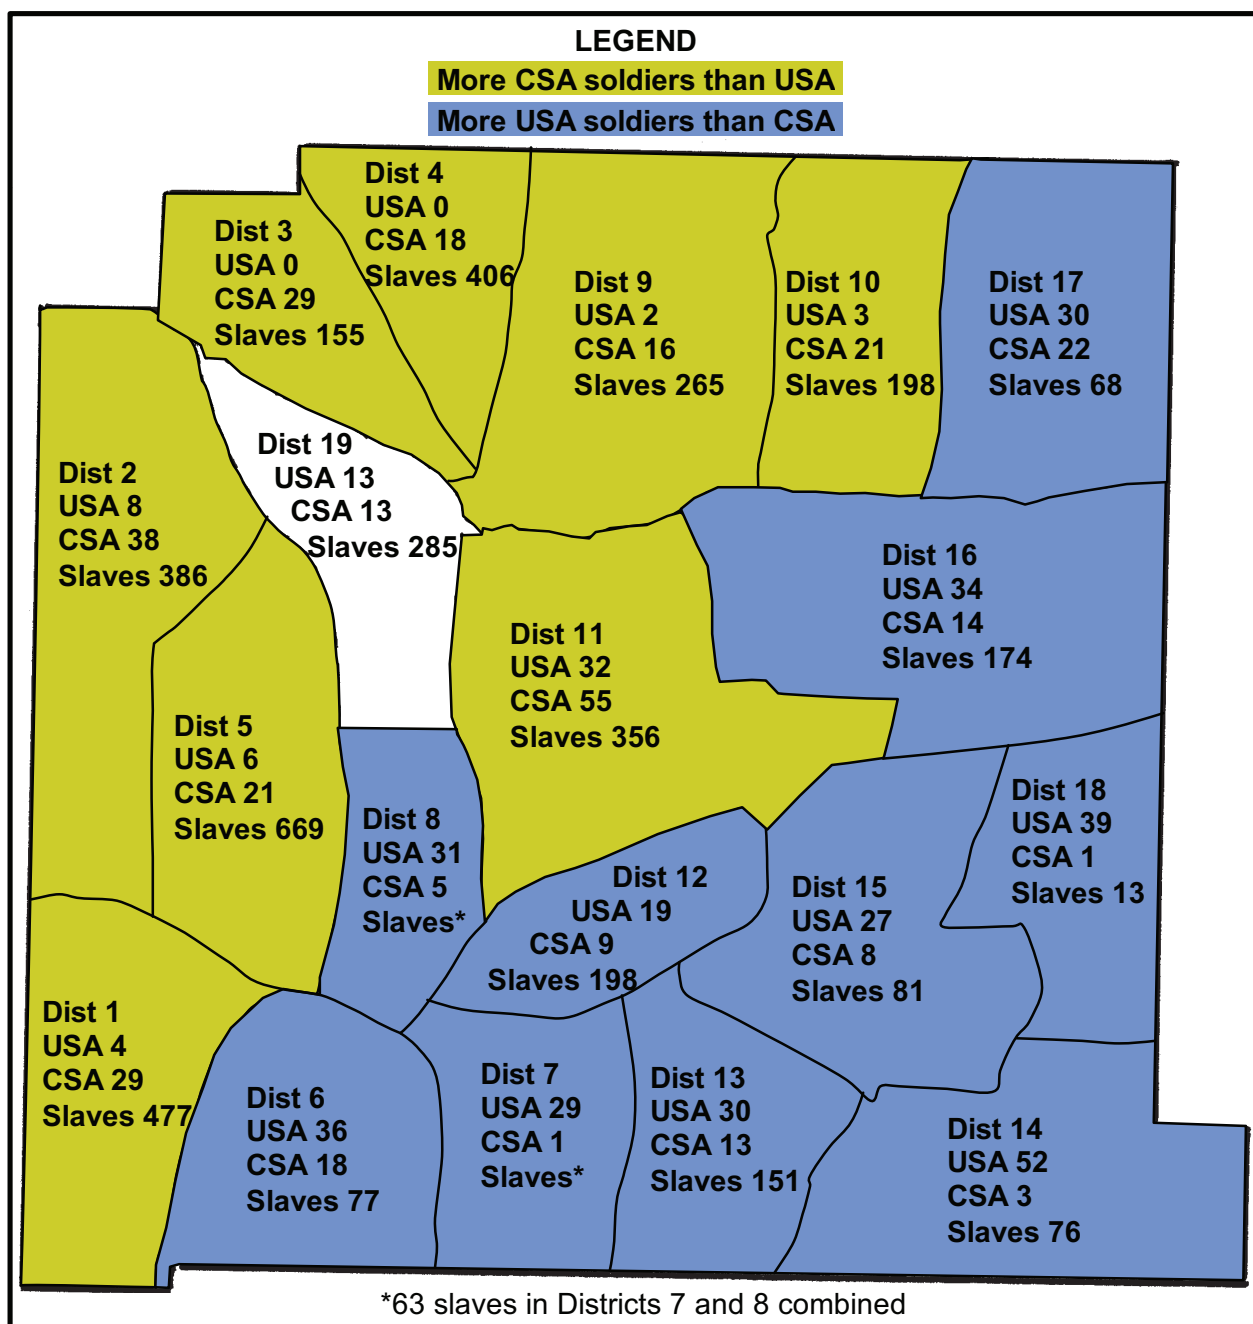 LEGEND
More CSA soldiers than USA
More USA soldiers than CSA
Dist 4
USA 0
CSA 18
Slaves 406
Dist 3
USA 0
CSA 29
Slaves 155
Dist 9
USA 2
CSA 16
Slaves 265
Dist 10
USA 3
CSA 21
Slaves 198
Dist 17
USA 30
CSA 22
Slaves 68
Dist 19
USA 13
CSA 13
Slaves 285
Dist 2
USA 8
CSA 38
Slaves 386
Dist 16
USA 34
CSA 14
Slaves 174
Dist 11
USA 32
CSA 55
Slaves 356
Dist 5
USA 6
CSA 21
Slaves 669
Dist 8
USA 31
CSA 5
Slaves*
Dist 18
USA 39
CSA 1
Slaves 13
Dist 12
USA 19
CSA 9
Slaves 198
Dist 15
USA 27
CSA 8
Slaves 81
Dist 1
USA 4
CSA 29
Slaves 477
Dist 6
USA 36
CSA 18
Slaves 77
Dist 7
USA 29
CSA 1
Slaves*
Dist 13
USA 30
CSA 13
Slaves 151
Dist 14
USA 52
CSA 3
Slaves 76
*63 slaves in Districts 7 and 8 combined